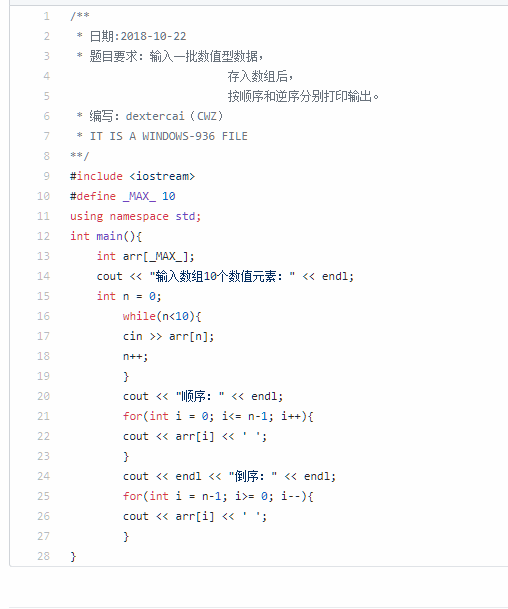 1 /**
2  * 日期:2018-10-22
3  * 题目要求：输入一批数值型数据，
4                         存入数组后，
5                         按顺序和逆序分别打印输出。
6  * 编写：dextercai（CWZ）
7  * IT IS A WINDOWS-936 FILE
8 **/
9 #include <iostream>
10 #define _MAX_ 10
11 using namespace std;
12 int main(){
13     int arr[_MAX_];
14     cout << "输入数组10个数值元素：" << endl;
15     int n = 0;
16         while(n<10){
17         cin >> arr[n];
18         n++;
19         }
20         cout << "顺序：" << endl;
21         for(int i = 0; i<= n-1; i++){
22         cout << arr[i] << ' ';
23         }
24         cout << endl << "倒序：" << endl;
25         for(int i = n-1; i>= 0; i--){
26         cout << arr[i] << ' ';
27         }
28 }